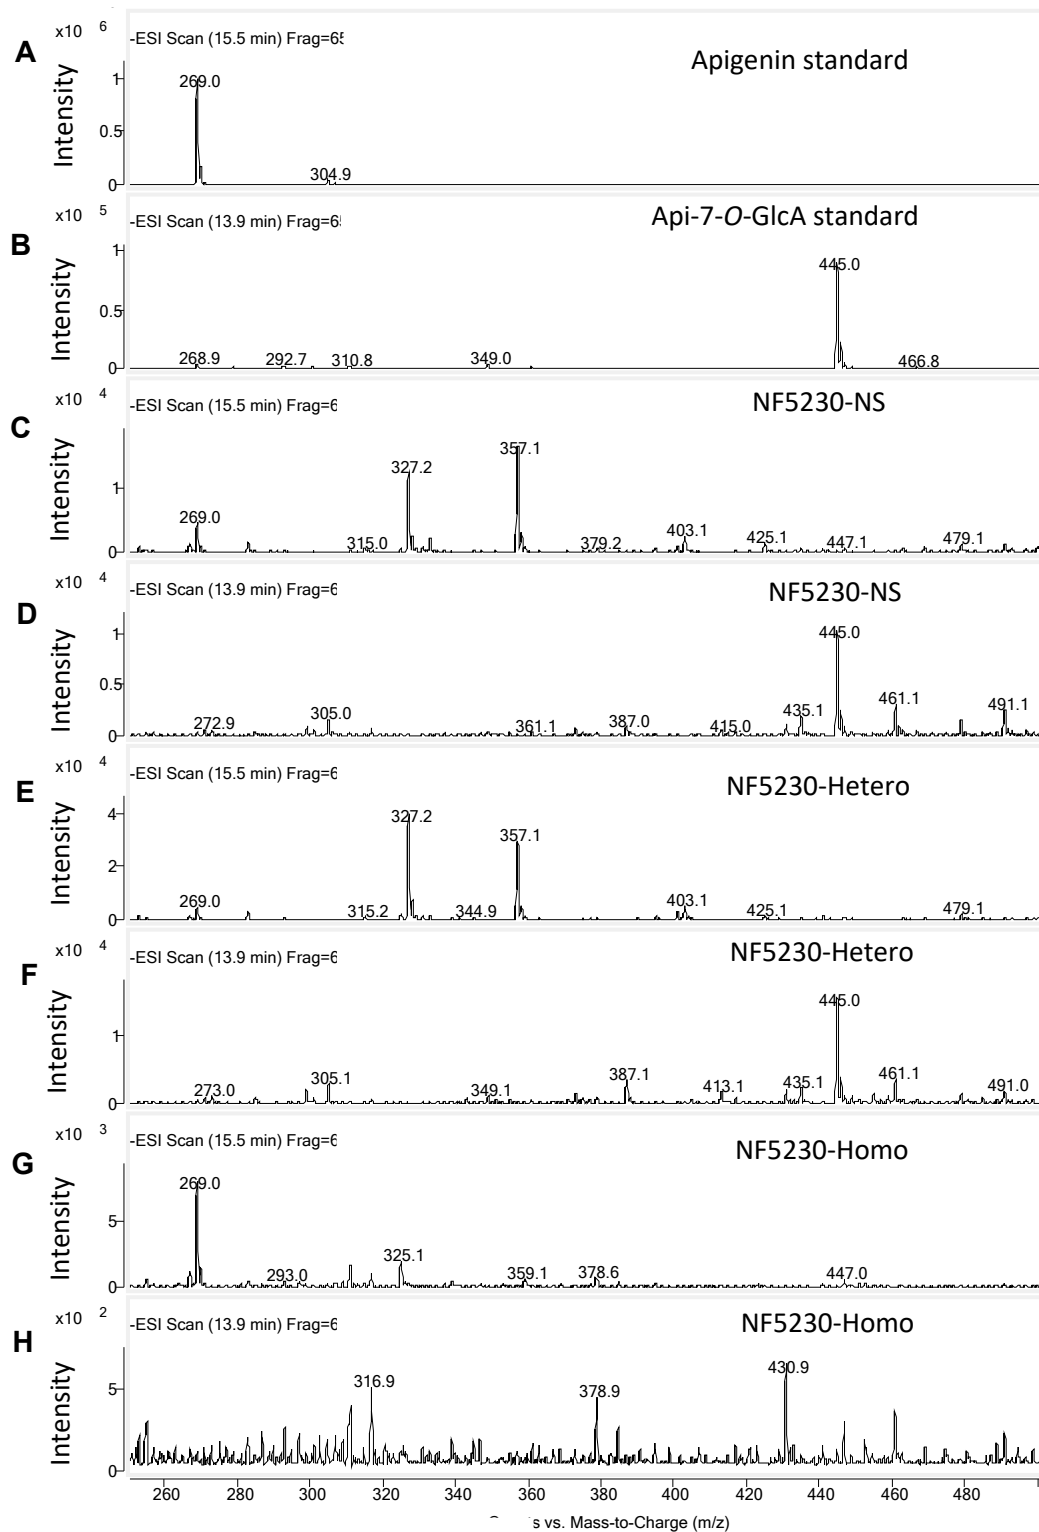 x10 6
-ESI Scan (15.5 min) Frag=65
A
Apigenin standard
Intensity
1
0.5
0
269.0
304.9
x10 5
-ESI Scan (13.9 min) Frag=65
B
Api-7-O-GlcA standard
Intensity
1
0.5
0
268.9 292.7 310.8 349.0 445.0 466.8
x10 4
-ESI Scan (15.5 min) Frag=6
C
NF5230-NS
Intensity
1
0
269.0 315.0 327.2 357.1 379.2 403.1 425.1 447.1 479.1
x10 4
-ESI Scan (13.9 min) Frag=6
D
NF5230-NS
Intensity
1
0.5
0
272.9 305.0 361.1 387.0 415.0 435.1 445.0 461.1 491.1
x10 4
-ESI Scan (15.5 min) Frag=6
E
NF5230-Hetero
Intensity
4
2
0
269.0 315.2 327.2 344.9 357.1 403.1 425.1 479.1
x10 4
-ESI Scan (13.9 min) Frag=6
F
NF5230-Hetero
Intensity
1
0
273.0 305.1 349.1 387.1 413.1 435.1 445.0 461.1 491.0
x10 3
-ESI Scan (15.5 min) Frag=6
G
NF5230-Homo
Intensity
5
0
269.0 293.0 325.1 359.1 378.6 447.0
x10 2
-ESI Scan (13.9 min) Frag=6
H
NF5230-Homo
Intensity
5
0
316.9 378.9 430.9
260 280 300 320 340 360 380 400 420 440 460 480
s vs. Mass-to-Charge (m/z)